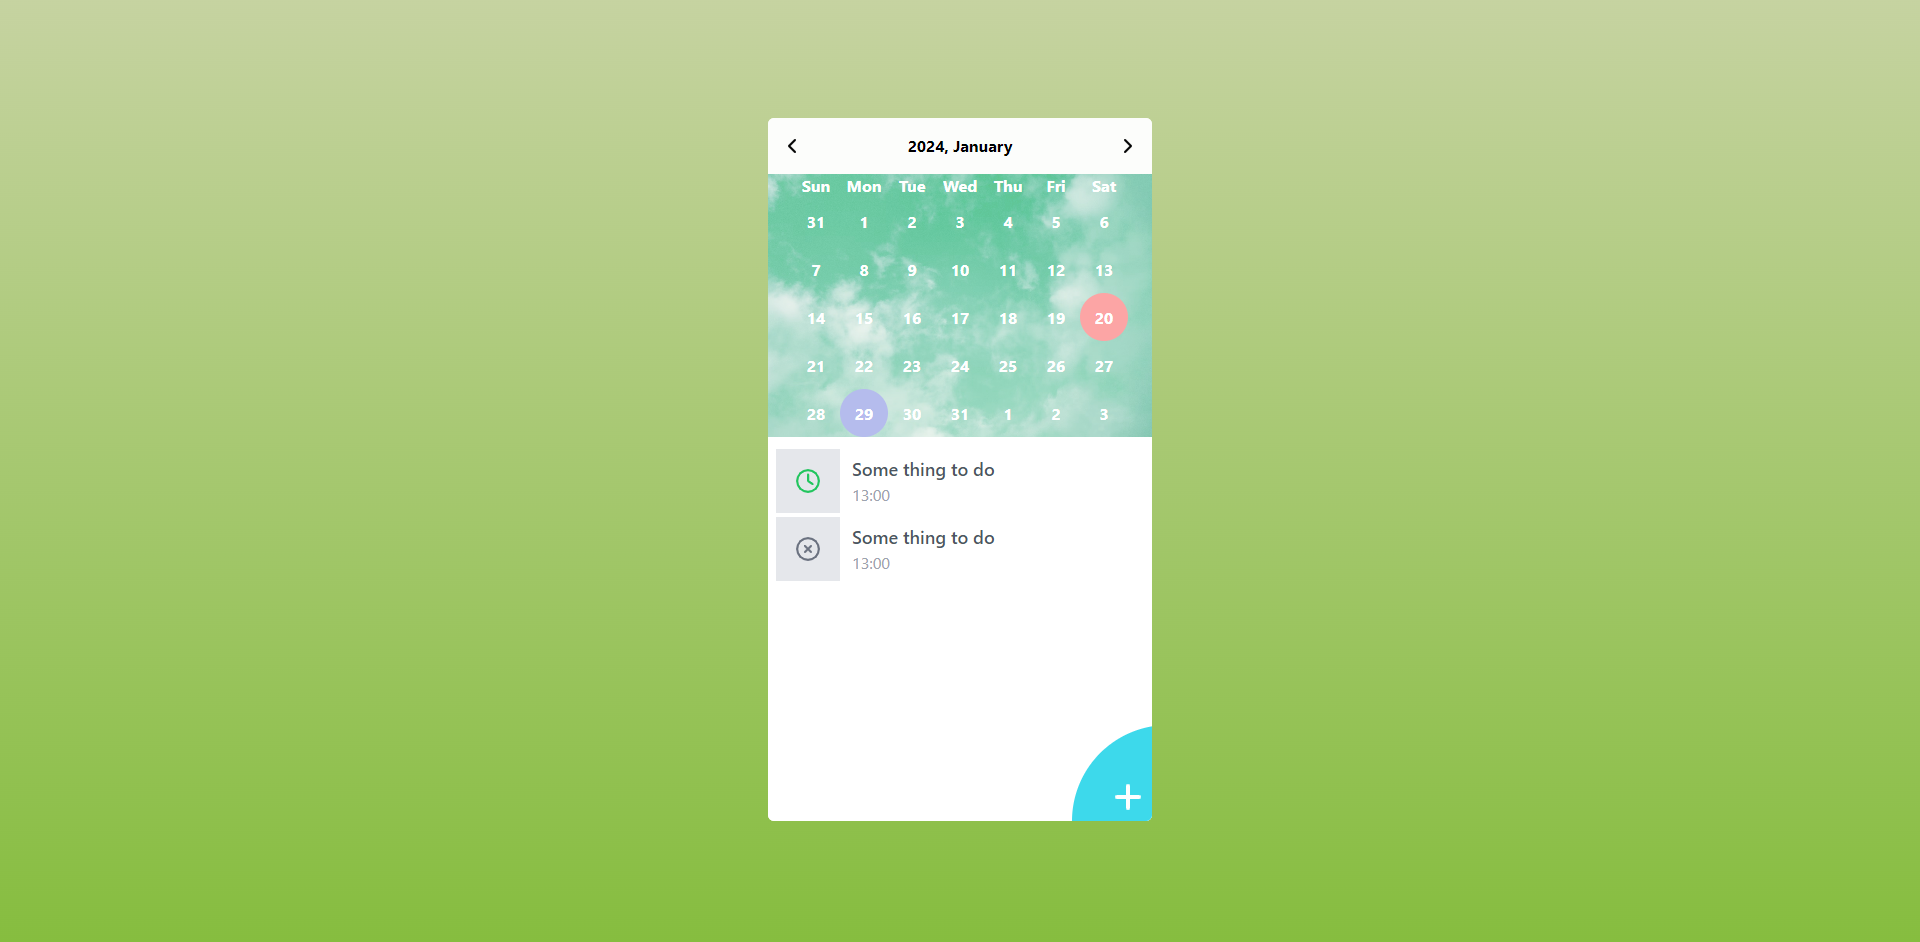 2024, January
Sun Mon Tue Wed Thu Fri Sat
31 1 2 3 4 5 6
7 8 9 10 11 12 13
14 15 16 17 18 19 20
21 22 23 24 25 26 27
28 29 30 31 1 2 3
Some thing to do
13:00
Some thing to do
13:00